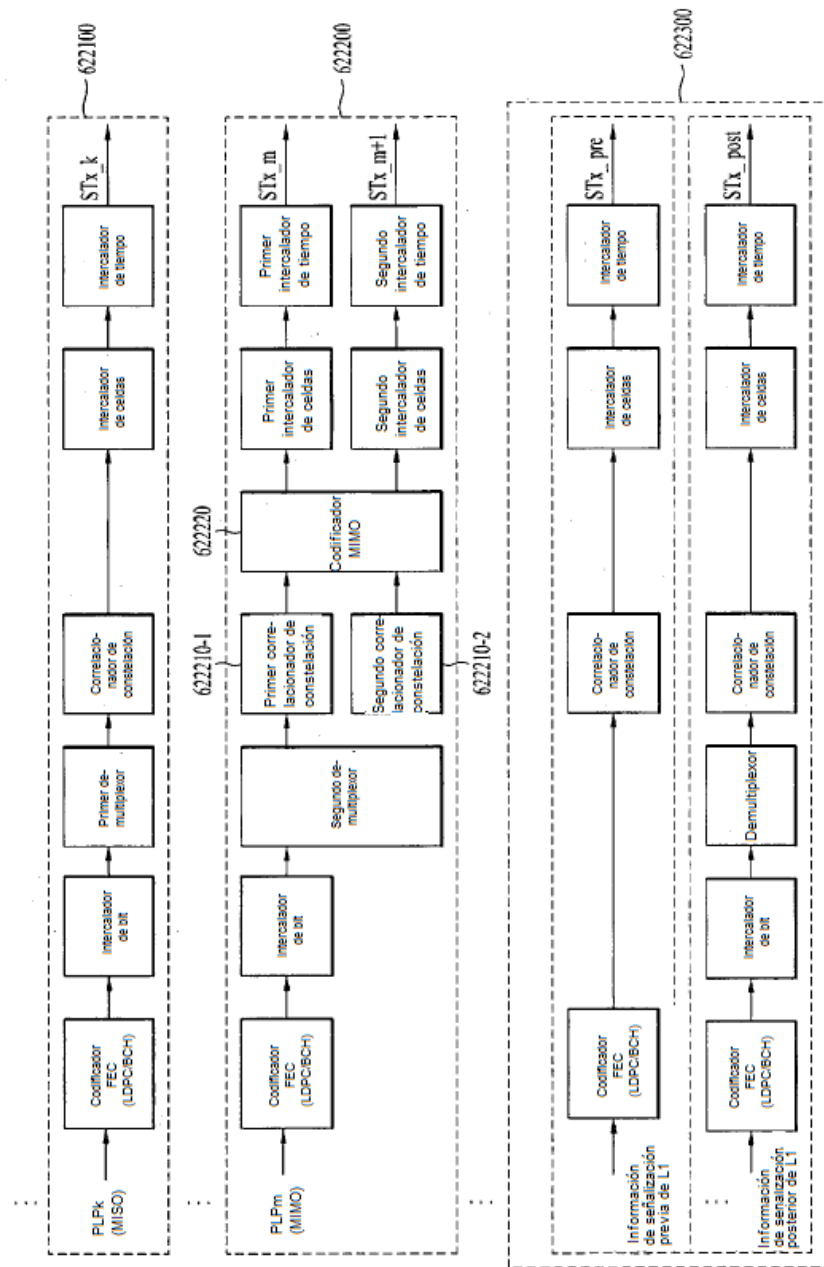 622100
PLPk
(MISO)
Codificador
FEC
(LDPC/BCH)
Intercalador
de bit
Primer de-
multiplexor
Correlacio-
nador de
constelación
Intercalador
de celdas
Intercalador
de tiempo
STx_k
622200
PLPm
(MIMO)
Codificador
FEC
(LDPC/BCH)
Intercalador
de bit
Segundo de-
multiplexor
622210-1
Primer corre-
lacionador de
constelación
Segundo corre-
lacionador de
constelación
622210-2
622220
Codificador
MIMO
Primer
intercalador
de celdas
Segundo
intercalador
de celdas
Primer
intercalador
de tiempo
Segundo
intercalador
de tiempo
STx_m
STx_m+1
622300
Información
de señalización
previa de L1
Codificador
FEC
(LDPC/BCH)
Correlacio-
nador de
constelación
Intercalador
de celdas
Intercalador
de tiempo
STx_pre
Información
de senalización
posterior de L1
Codificador
FEC
(LDPC/BCH)
Intercalador
de bit
Demultiplexor
Correlacio-
nador de
constelación
Intercalador
de celdas
Intercalador
de tiempo
STx_post